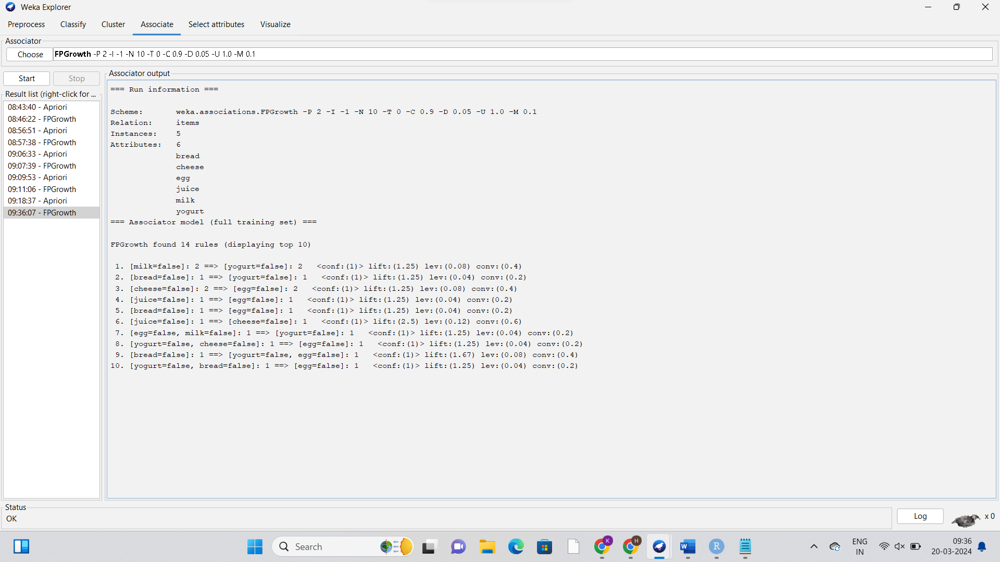 Weka Explorer
Preprocess Classify Cluster Associate Select attributes Visualize
Associator
Choose FPGrowth -P 2 -I -1 -N 10 -T 0 -C 0.9 -D 0.05 -U 1.0 -M 0.1
Start Stop
Result list (right-click for ...
08:43:40 - Apriori
08:46:22 - FPGrowth
08:56:51 - Apriori
08:57:38 - FPGrowth
09:06:33 - Apriori
09:07:39 - FPGrowth
09:09:53 - Apriori
09:11:06 - FPGrowth
09:18:37 - Apriori
09:36:07 - FPGrowth
Associator output
=== Run information ===
Scheme: weka.associations.FPGrowth -P 2 -I -1 -N 10 -T 0 -C 0.9 -D 0.05 -U 1.0 -M 0.1
Relation: items
Instances: 5
Attributes: 6
bread
cheese
egg
juice
milk
yogurt
=== Associator model (full training set) ===
FPGrowth found 14 rules (displaying top 10)
1. [milk=false]: 2 ==> [yogurt=false]: 2 <conf:(1)> lift:(1.25) lev:(0.08) conv:(0.4)
2. [bread=false]: 1 ==> [yogurt=false]: 1 <conf:(1)> lift:(1.25) lev:(0.04) conv:(0.2)
3. [cheese=false]: 2 ==> [egg=false]: 2 <conf:(1)> lift:(1.25) lev:(0.08) conv:(0.4)
4. [juice=false]: 1 ==> [egg=false]: 1 <conf:(1)> lift:(1.25) lev:(0.04) conv:(0.2)
5. [bread=false]: 1 ==> [egg=false]: 1 <conf:(1)> lift:(1.25) lev:(0.04) conv:(0.2)
6. [juice=false]: 1 ==> [cheese=false]: 1 <conf:(1)> lift:(2.5) lev:(0.12) conv:(0.6)
7. [egg=false, milk=false]: 1 ==> [yogurt=false]: 1 <conf:(1)> lift:(1.25) lev:(0.04) conv:(0.2)
8. [yogurt=false, cheese=false]: 1 ==> [egg=false]: 1 <conf:(1)> lift:(1.25) lev:(0.04) conv:(0.2)
9. [bread=false]: 1 ==> [yogurt=false, egg=false]: 1 <conf:(1)> lift:(1.67) lev:(0.08) conv:(0.4)
10. [yogurt=false, bread=false]: 1 ==> [egg=false]: 1 <conf:(1)> lift:(1.25) lev:(0.04) conv:(0.2)
Status
OK
Log
x 0
Search
K
H
W
R
ENG
IN
09:36
20-03-2024